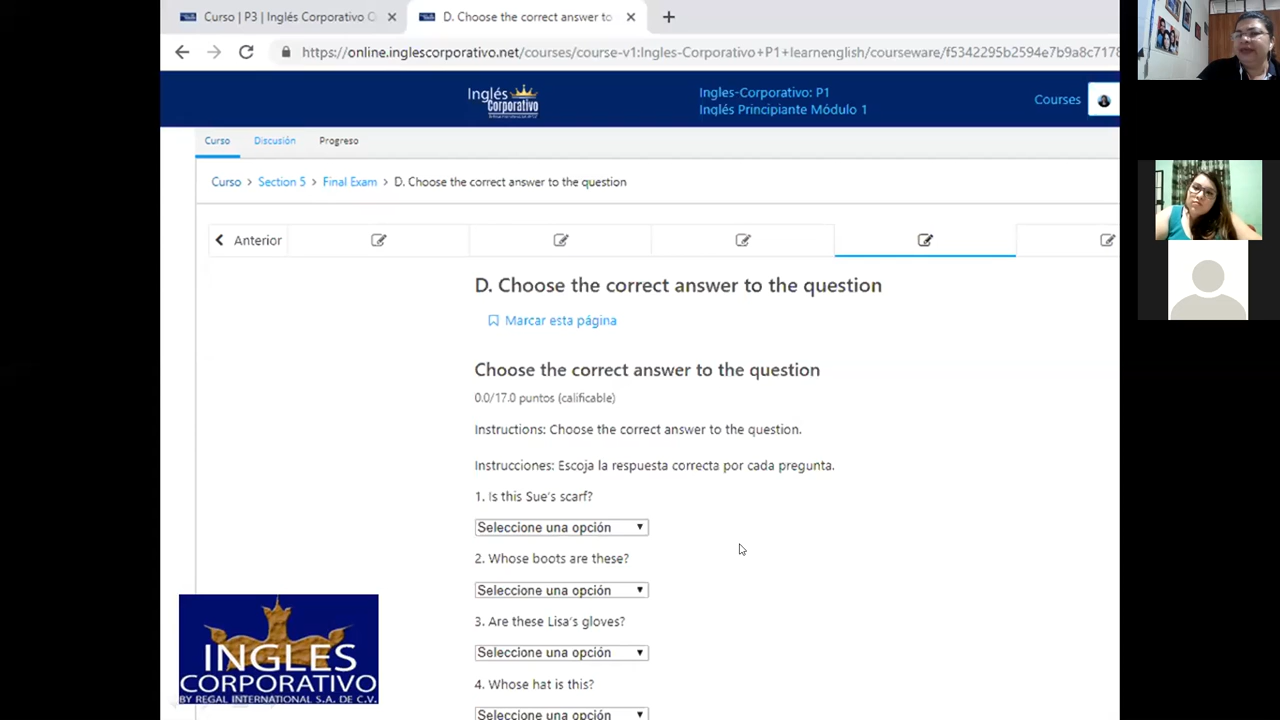 Curso | P3 | Inglés Corporativo
D. Choose the correct answer to
https://online.inglescorporativo.net/courses/course-v1:Ingles-Corporativo+P1+learnenglish/courseware/f5342295b2594e7b9a8c7178
Inglés
Corporativo
Ingles-Corporativo: P1
Inglés Principiante Módulo 1
Courses
Curso
Discusión
Progreso
Curso > Section 5 > Final Exam > D. Choose the correct answer to the question
Anterior
D. Choose the correct answer to the question
Marcar esta página
Choose the correct answer to the question
0.0/17.0 puntos (calificable)
Instructions: Choose the correct answer to the question.
Instrucciones: Escoja la respuesta correcta por cada pregunta.
1. Is this Sue's scarf?
Seleccione una opción
2. Whose boots are these?
Seleccione una opción
3. Are these Lisa's gloves?
Seleccione una opción
4. Whose hat is this?
Seleccione una opción
INGLES
CORPORATIVO
BY REGAL INTERNATIONAL S.A. DE C.V.